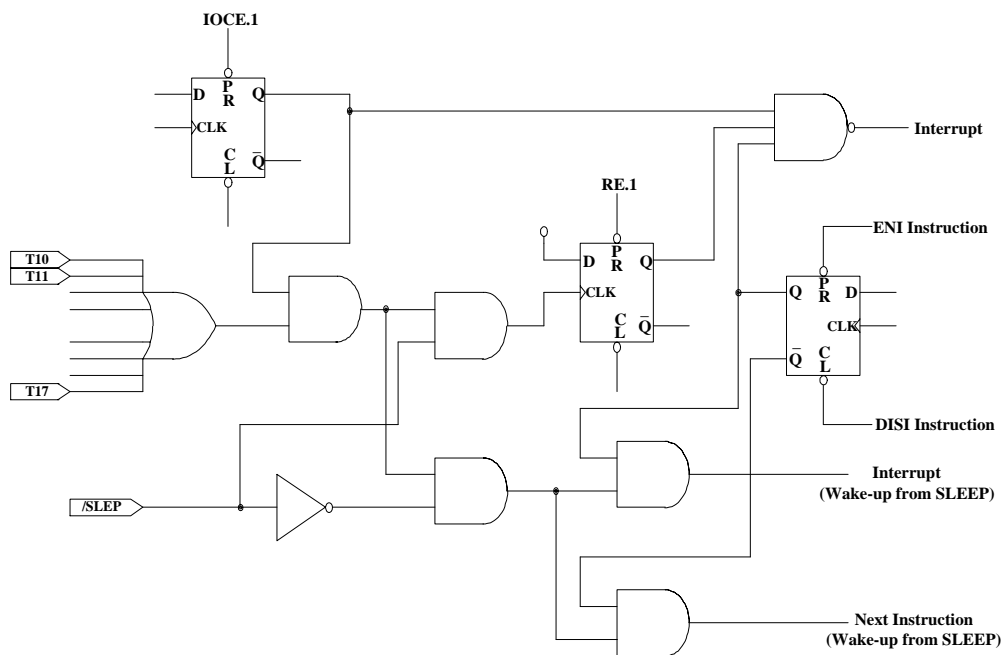 IOCE.1
D
P
R
Q
CLK
C
L
Q
Interrupt
RE.1
D
P
R
Q
CLK
C
L
Q
ENI Instruction
Q
P
R
D
CLK
Q
C
L
DISI Instruction
T10
T11
T17
/SLEP
Interrupt
(Wake-up from SLEEP)
Next Instruction
(Wake-up from SLEEP)